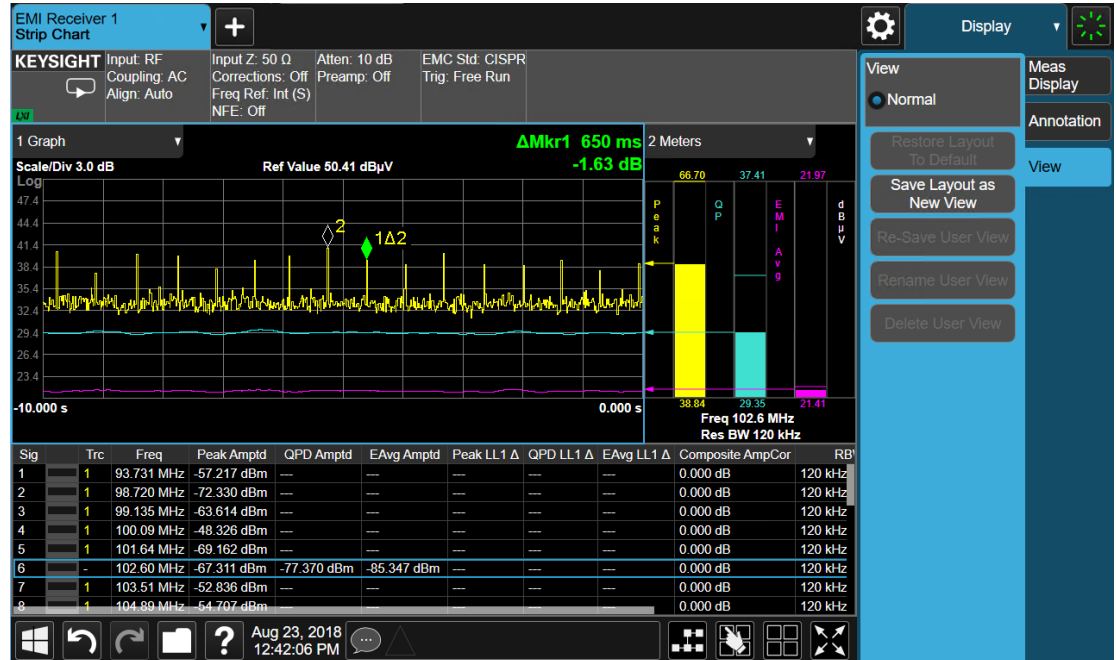 EMI Receiver 1
Strip Chart
Display
KEYSIGHT
LXI
Input: RF
Coupling: AC
Align: Auto
Input Z: 50 Ω
Corrections: Off
Freq Ref: Int (S)
NFE: Off
Atten: 10 dB
Preamp: Off
EMC Std: CISPR
Trig: Free Run
1 Graph
ΔMkr1 650 ms
-1.63 dB
Scale/Div 3.0 dB
Ref Value 50.41 dBµV
Log
47.4
44.4
41.4
38.4
35.4
32.4
29.4
26.4
23.4
2
1Δ2
-10.000 s
0.000 s
2 Meters
66.70 37.41 21.97
Peak
QP
EMI Avg
dBµV
38.84 29.35 21.41
Freq 102.6 MHz
Res BW 120 kHz
Sig Trc Freq Peak Amptd QPD Amptd EAvg Amptd Peak LL1 Δ QPD LL1 Δ EAvg LL1 Δ Composite AmpCor RB
1 1 93.731 MHz -57.217 dBm --- --- --- --- --- 0.000 dB 120 kHz
2 1 98.720 MHz -72.330 dBm --- --- --- --- --- 0.000 dB 120 kHz
3 1 99.135 MHz -63.614 dBm --- --- --- --- --- 0.000 dB 120 kHz
4 1 100.09 MHz -48.326 dBm --- --- --- --- --- 0.000 dB 120 kHz
5 1 101.64 MHz -69.162 dBm --- --- --- --- --- 0.000 dB 120 kHz
6 - 102.60 MHz -67.311 dBm -77.370 dBm -85.347 dBm --- --- --- 0.000 dB 120 kHz
7 1 103.51 MHz -52.836 dBm --- --- --- --- --- 0.000 dB 120 kHz
8 1 104.89 MHz -54.707 dBm 0.000 dB 120 kHz
?
Aug 23, 2018
12:42:06 PM
View
Normal
Restore Layout
To Default
Save Layout as
New View
Re-Save User View
Rename User View
Delete User View
Meas
Display
Annotation
View